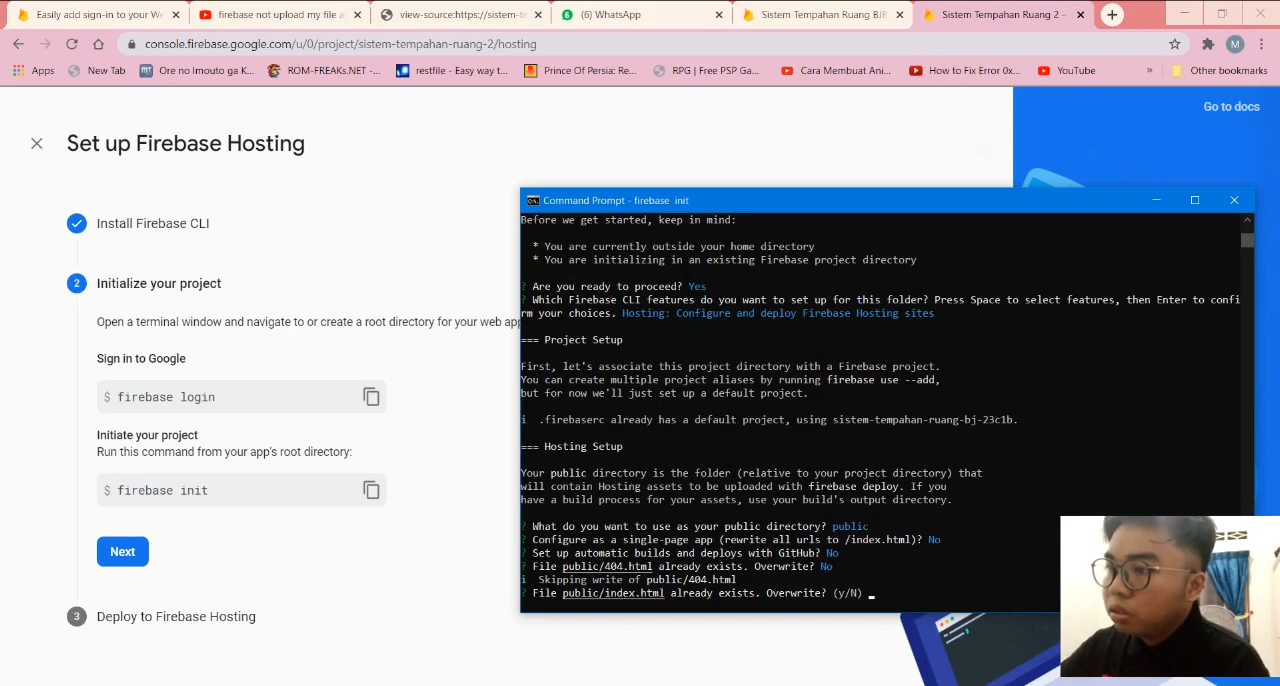 Easily add sign-in to your We
firebase not upload my file a
view-source:https://sistem-te
(6) WhatsApp
Sistem Tempahan Ruang BJB
Sistem Tempahan Ruang 2 –
console.firebase.google.com/u/0/project/sistem-tempahan-ruang-2/hosting
M
Apps
New Tab
Ore no Imouto ga K...
ROM-FREAKs.NET -...
restfile - Easy way t...
Prince Of Persia: Re...
RPG | Free PSP Ga...
Cara Membuat Ani...
How to Fix Error 0x...
YouTube
»
Other bookmarks
Go to docs
Set up Firebase Hosting
Install Firebase CLI
2 Initialize your project
Open a terminal window and navigate to or create a root directory for your web app
Sign in to Google
$ firebase login
Initiate your project
Run this command from your app's root directory:
$ firebase init
Next
3 Deploy to Firebase Hosting
Command Prompt - firebase init
Before we get started, keep in mind:
* You are currently outside your home directory
* You are initializing in an existing Firebase project directory
? Are you ready to proceed? Yes
? Which Firebase CLI features do you want to set up for this folder? Press Space to select features, then Enter to confi
rm your choices. Hosting: Configure and deploy Firebase Hosting sites
=== Project Setup
First, let's associate this project directory with a Firebase project.
You can create multiple project aliases by running firebase use --add,
but for now we'll just set up a default project.
i .firebaserc already has a default project, using sistem-tempahan-ruang-bj-23c1b.
=== Hosting Setup
Your public directory is the folder (relative to your project directory) that
will contain Hosting assets to be uploaded with firebase deploy. If you
have a build process for your assets, use your build's output directory.
? What do you want to use as your public directory? public
? Configure as a single-page app (rewrite all urls to /index.html)? No
? Set up automatic builds and deploys with GitHub? No
? File public/404.html already exists. Overwrite? No
i Skipping write of public/404.html
? File public/index.html already exists. Overwrite? (y/N) _